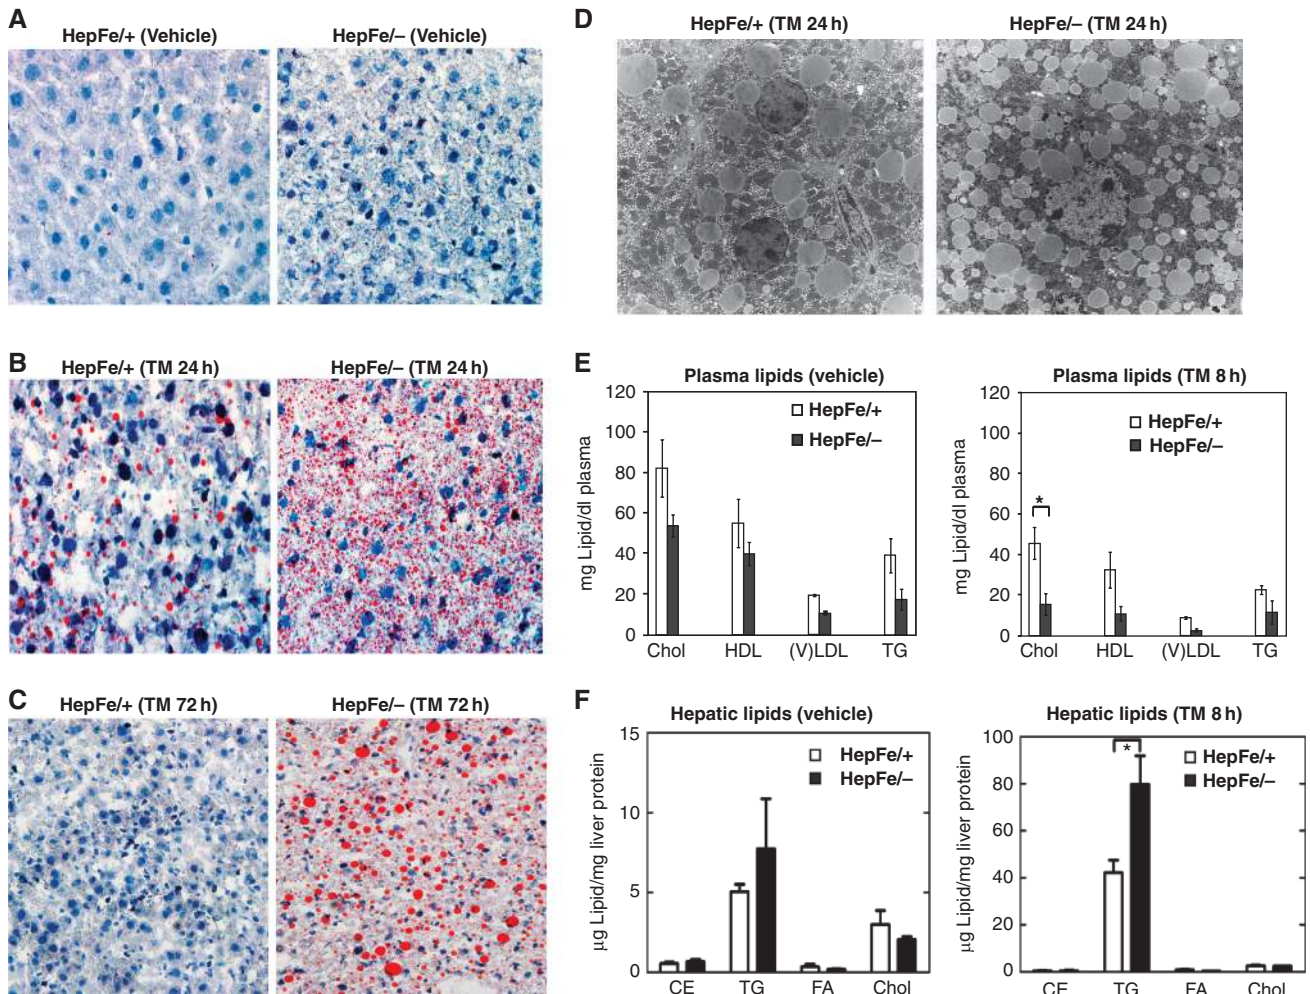 A
HepFe/+ (Vehicle)
HepFe/– (Vehicle)
B
HepFe/+ (TM 24 h)
HepFe/– (TM 24 h)
C
HepFe/+ (TM 72 h)
HepFe/– (TM 72 h)
D
HepFe/+ (TM 24 h)
HepFe/– (TM 24 h)
E
Plasma lipids (vehicle)
mg Lipid/dl plasma
120
100
80
60
40
20
0
HepFe/+
HepFe/–
Chol HDL (V)LDL TG
Plasma lipids (TM 8 h)
mg Lipid/dl plasma
120
100
80
60
40
20
0
HepFe/+
HepFe/–
*
Chol HDL (V)LDL TG
F
Hepatic lipids (vehicle)
µg Lipid/mg liver protein
15
10
5
0
HepFe/+
HepFe/–
CE TG FA Chol
Hepatic lipids (TM 8 h)
µg Lipid/mg liver protein
100
80
60
40
20
0
*
HepFe/+
HepFe/–
CE TG FA Chol